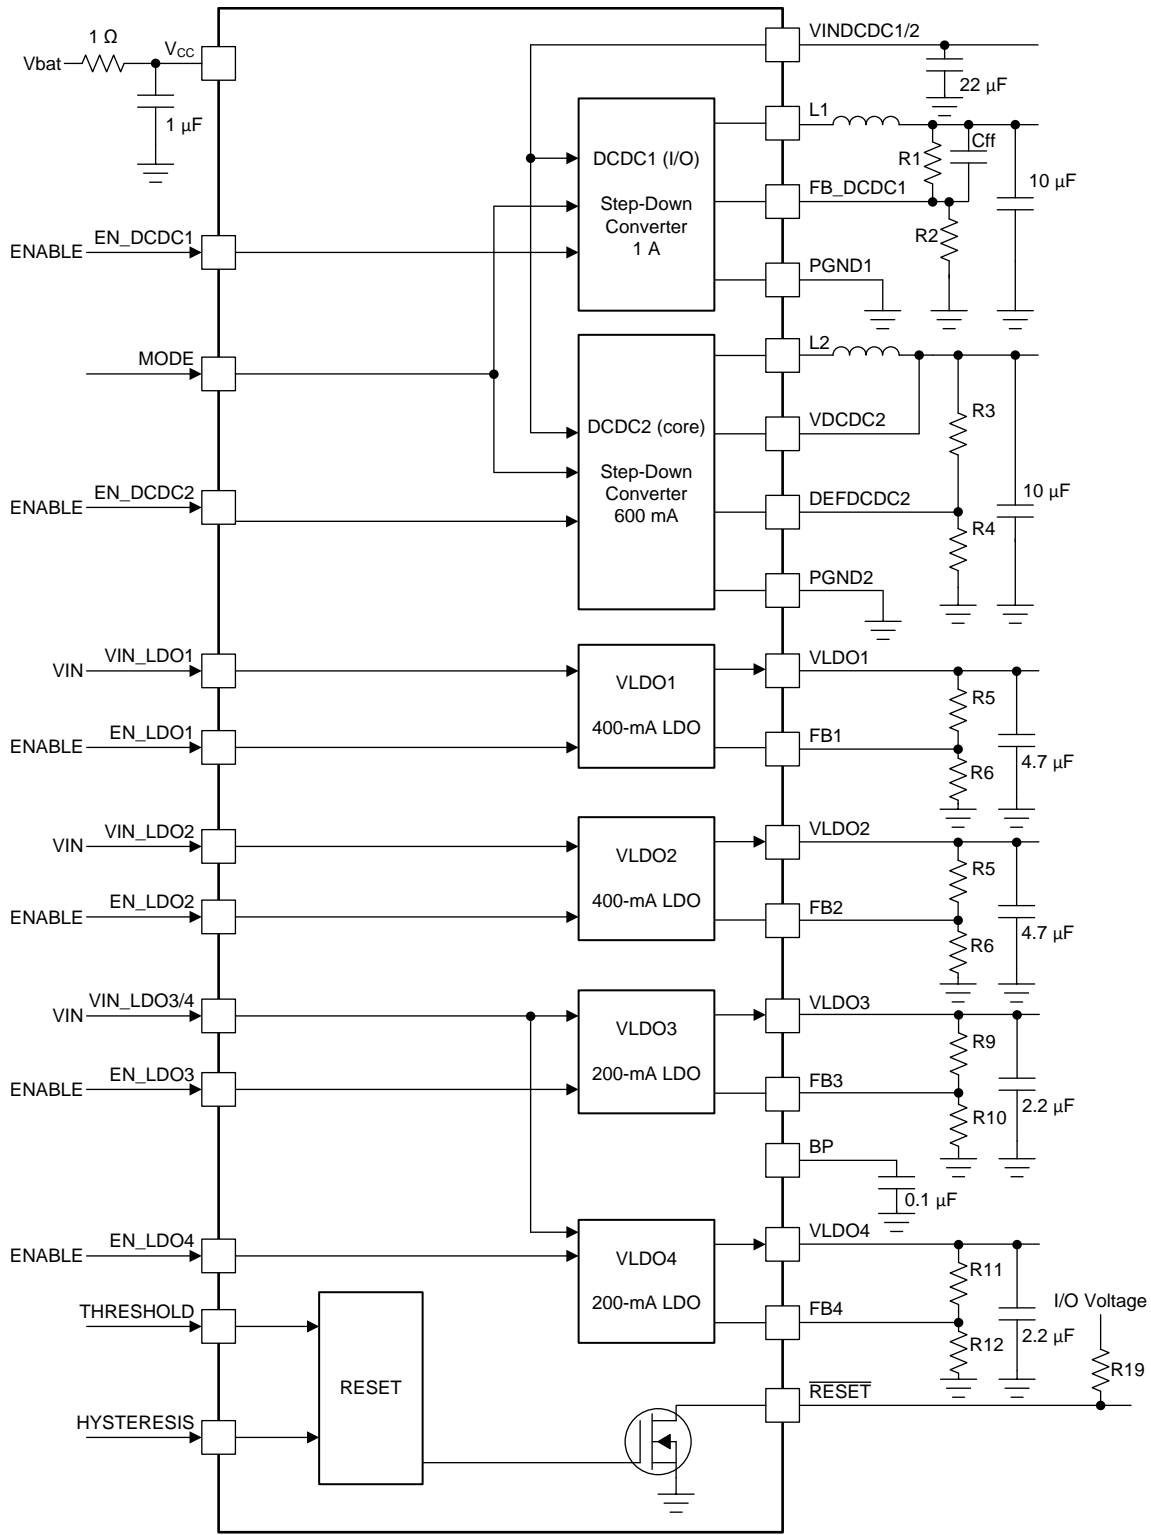 1 Ω
Vbat
VCC
1 µF
VINDCDC1/2
22 µF
L1
DCDC1 (I/O)
Step-Down
Converter
1 A
R1
Cff
10 µF
FB_DCDC1
R2
ENABLE
EN_DCDC1
PGND1
MODE
L2
DCDC2 (core)
Step-Down
Converter
600 mA
VDCDC2
R3
10 µF
ENABLE
EN_DCDC2
DEFDCDC2
R4
PGND2
VIN
VIN_LDO1
VLDO1
400-mA LDO
VLDO1
R5
ENABLE
EN_LDO1
FB1
R6
4.7 µF
VIN
VIN_LDO2
VLDO2
400-mA LDO
VLDO2
R5
ENABLE
EN_LDO2
FB2
R6
4.7 µF
VIN
VIN_LDO3/4
VLDO3
200-mA LDO
VLDO3
R9
ENABLE
EN_LDO3
FB3
R10
2.2 µF
BP
0.1 µF
ENABLE
EN_LDO4
VLDO4
200-mA LDO
VLDO4
R11
FB4
R12
2.2 µF
I/O Voltage
R19
THRESHOLD
RESET
HYSTERESIS
RESET